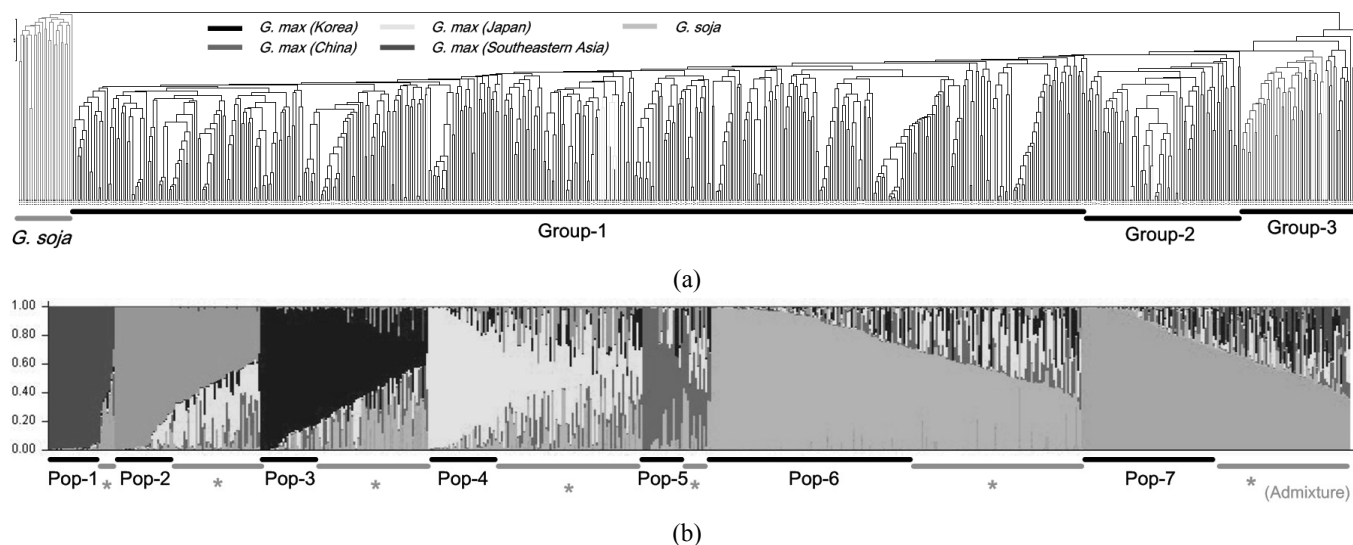 G. max (Korea) G. max (Japan) G. soja
G. max (China) G. max (Southeastern Asia)
G. soja Group-1 Group-2 Group-3
(a)
1.00
0.80
0.60
0.40
0.20
0.00
Pop-1 * Pop-2 * Pop-3 * Pop-4 * Pop-5 * Pop-6 * Pop-7 * (Admixture)
(b)